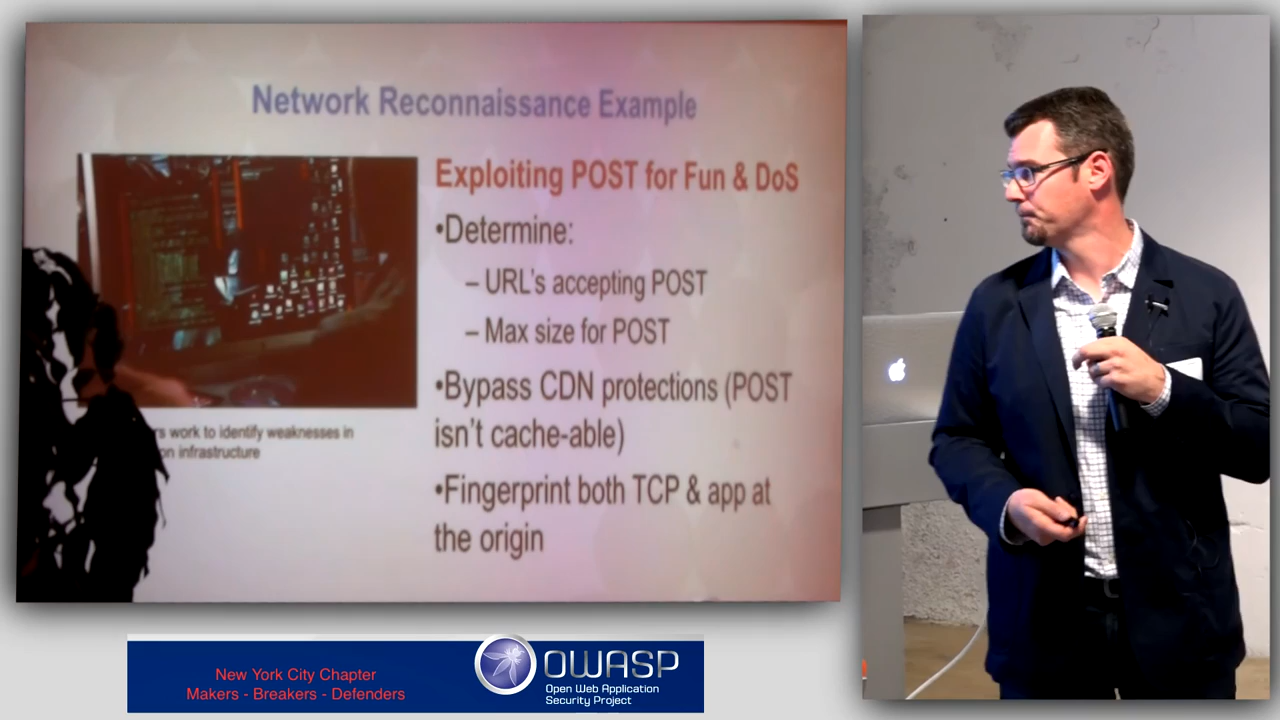 Network Reconnaissance Example
Exploiting POST for Fun & DoS
•Determine:
– URL's accepting POST
– Max size for POST
•Bypass CDN protections (POST
isn't cache-able)
•Fingerprint both TCP & app at
the origin
work to identify weaknesses in
infrastructure
New York City Chapter
Makers - Breakers - Defenders
OWASP
Open Web Application
Security Project